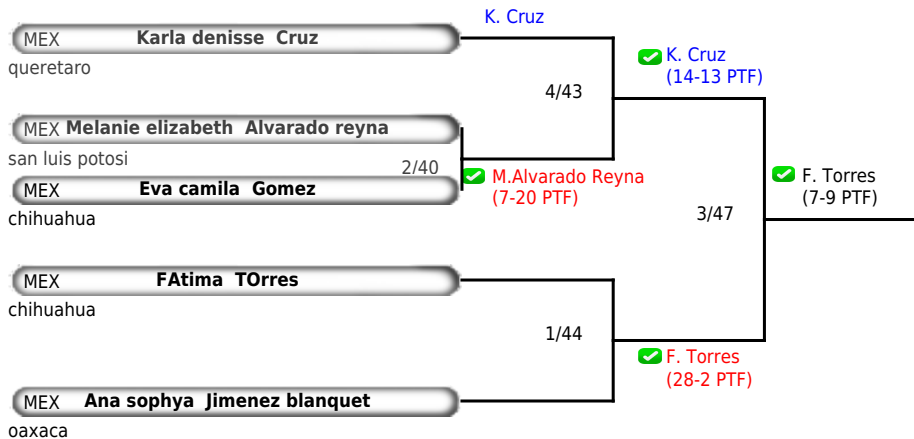 K. Cruz
MEX Karla denisse Cruz
queretaro
K. Cruz
(14-13 PTF)
4/43
MEX Melanie elizabeth Alvarado reyna
san luis potosi
2/40
MEX Eva camila Gomez
chihuahua
M.Alvarado Reyna
(7-20 PTF)
F. Torres
(7-9 PTF)
3/47
MEX FAtima TOrres
chihuahua
1/44
F. Torres
(28-2 PTF)
MEX Ana sophya Jimenez blanquet
oaxaca